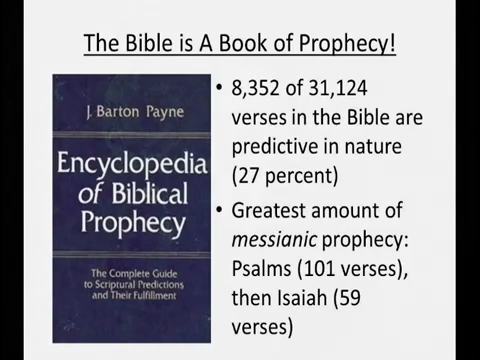 The Bible is A Book of Prophecy!
J. Barton Payne
Encyclopedia
of Biblical
Prophecy
The Complete Guide
to Scriptural Predictions
and Their Fulfillment
• 8,352 of 31,124
verses in the Bible are
predictive in nature
(27 percent)
• Greatest amount of
messianic prophecy:
Psalms (101 verses),
then Isaiah (59
verses)